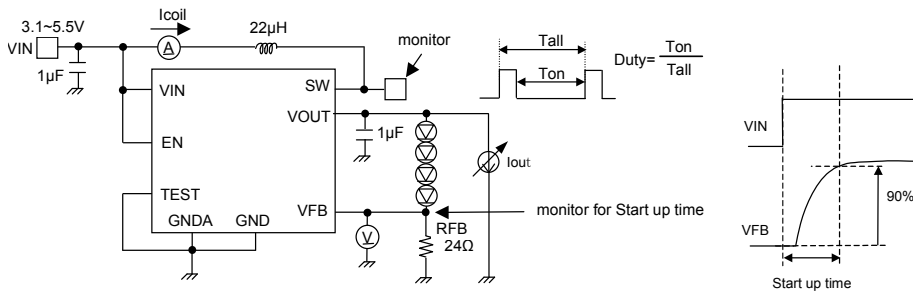 Icoil
3.1~5.5V
VIN
A
22µH
1µF
monitor
VIN
SW
VOUT
EN
1µF
Iout
TEST
GNDA
GND
VFB
V
RFB
24Ω
monitor for Start up time
Tall
Ton
Duty= Ton
Tall
VIN
VFB
90%
Start up time